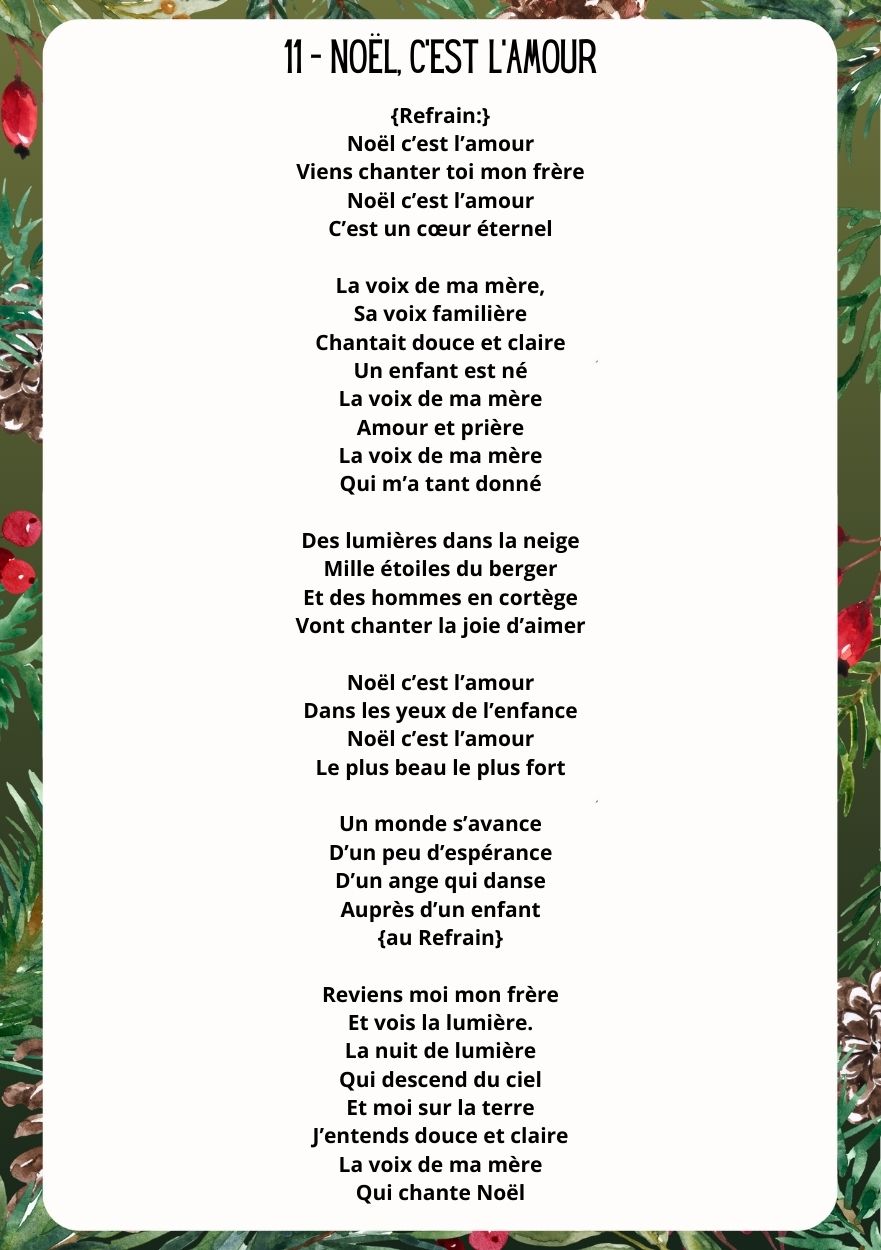 11 - NOËL, C'EST L'AMOUR
{Refrain:}
Noël c’est l’amour
Viens chanter toi mon frère
Noël c’est l’amour
C’est un cœur éternel
La voix de ma mère,
Sa voix familière
Chantait douce et claire
Un enfant est né
La voix de ma mère
Amour et prière
La voix de ma mère
Qui m’a tant donné
Des lumières dans la neige
Mille étoiles du berger
Et des hommes en cortège
Vont chanter la joie d’aimer
Noël c’est l’amour
Dans les yeux de l’enfance
Noël c’est l’amour
Le plus beau le plus fort
Un monde s’avance
D’un peu d’espérance
D’un ange qui danse
Auprès d’un enfant
{au Refrain}
Reviens moi mon frère
Et vois la lumière.
La nuit de lumière
Qui descend du ciel
Et moi sur la terre
J’entends douce et claire
La voix de ma mère
Qui chante Noël